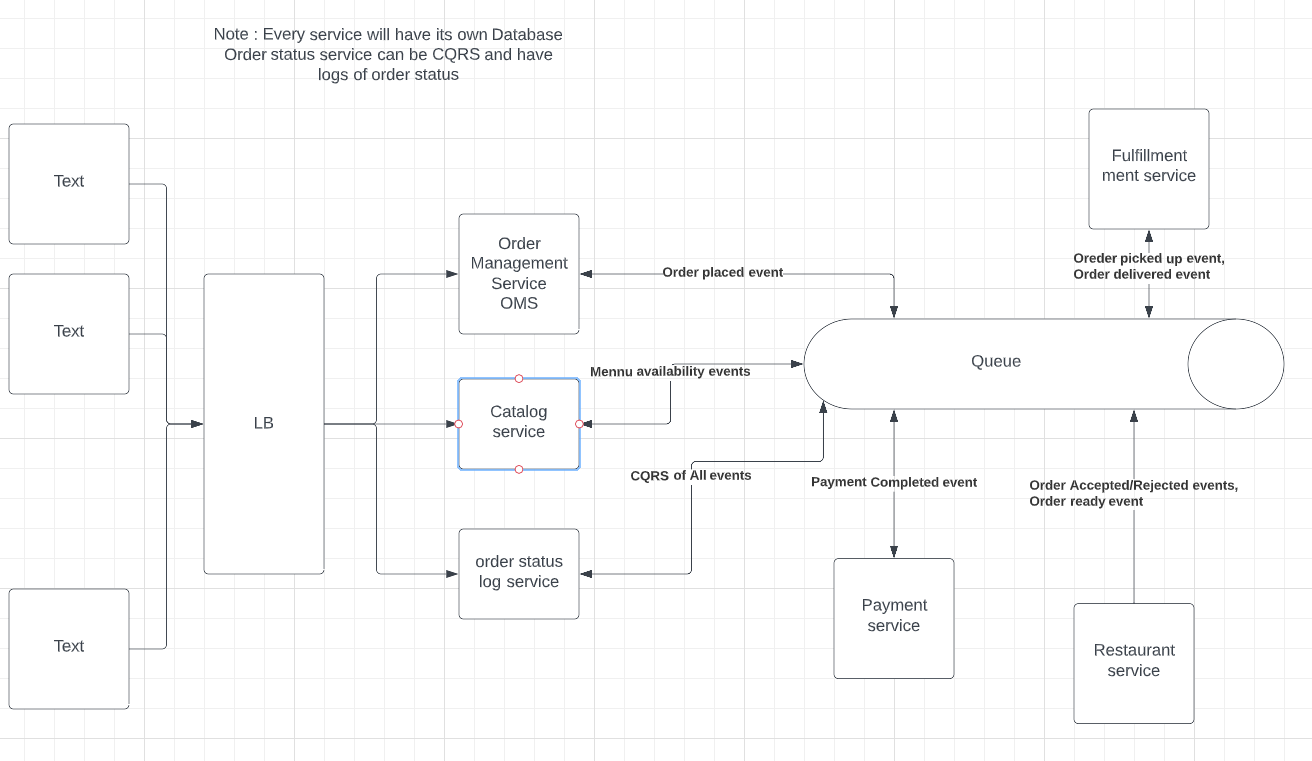 Note : Every service will have its own Database
Order status service can be CQRS and have
logs of order status
Text
Text
Text
LB
Order
Management
Service
OMS
Catalog
service
order status
log service
Order placed event
Mennu availability events
CQRS of All events
Queue
Fulfillment
ment service
Oreder picked up event,
Order delivered event
Payment Completed event
Order Accepted/Rejected events,
Order ready event
Payment
service
Restaurant
service